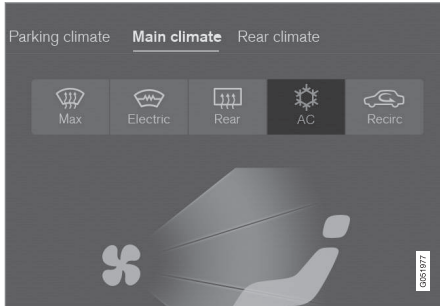 Parking climate Main climate Rear climate
Max Electric Rear AC Recirc
G051977